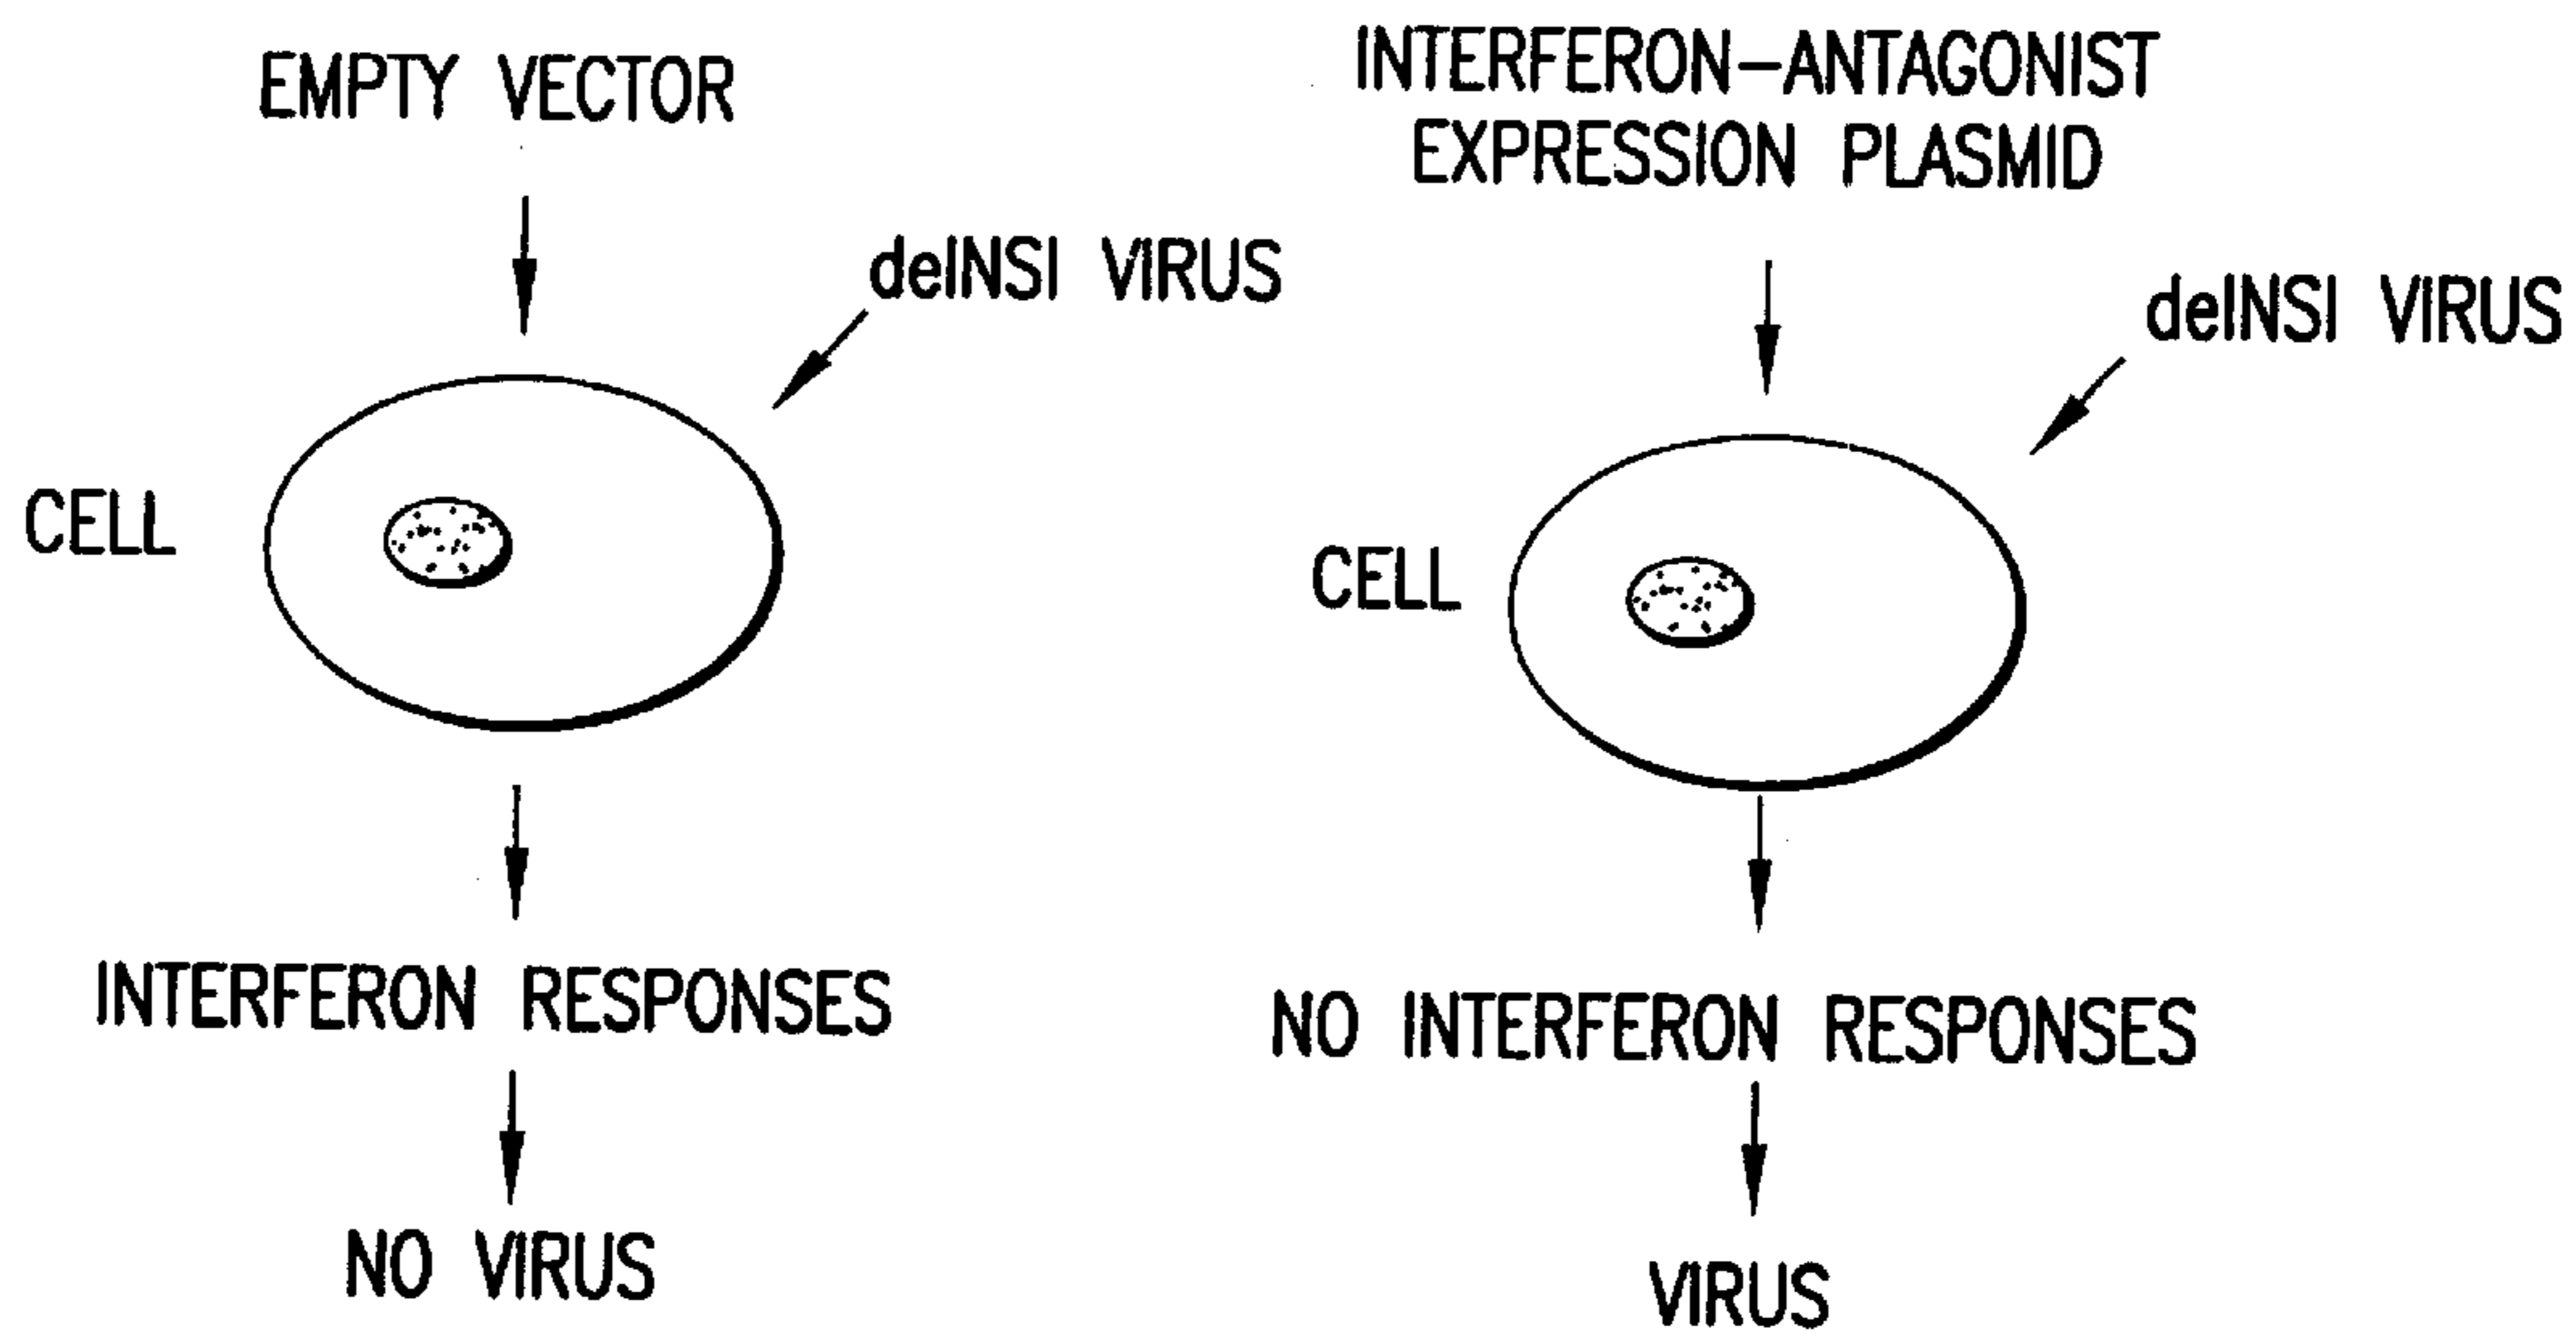 EMPTY VECTOR
delNSI VIRUS
CELL
INTERFERON RESPONSES
NO VIRUS
INTERFERON-ANTAGONIST
EXPRESSION PLASMID
delNSI VIRUS
CELL
NO INTERFERON RESPONSES
VIRUS